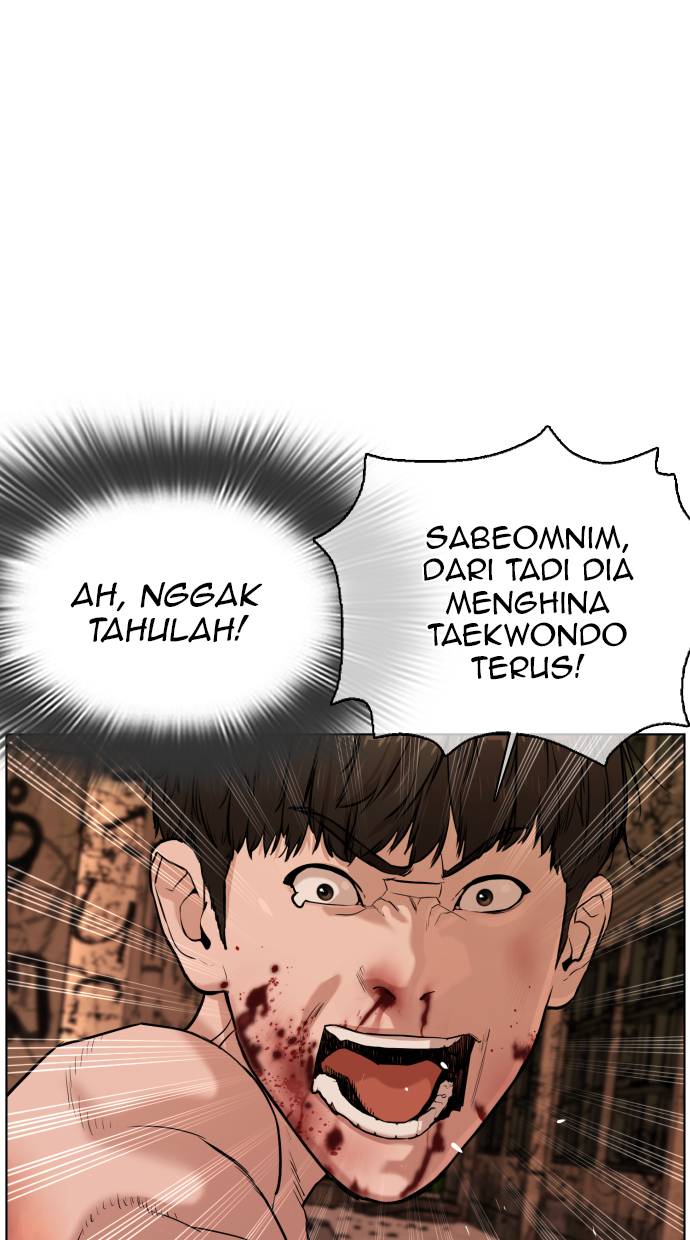 AH, NGGAK
TAHULAH!
SABEOMNIM,
DARI TADI DIA
MENGHINA
TAEKWONDO
TERUS!